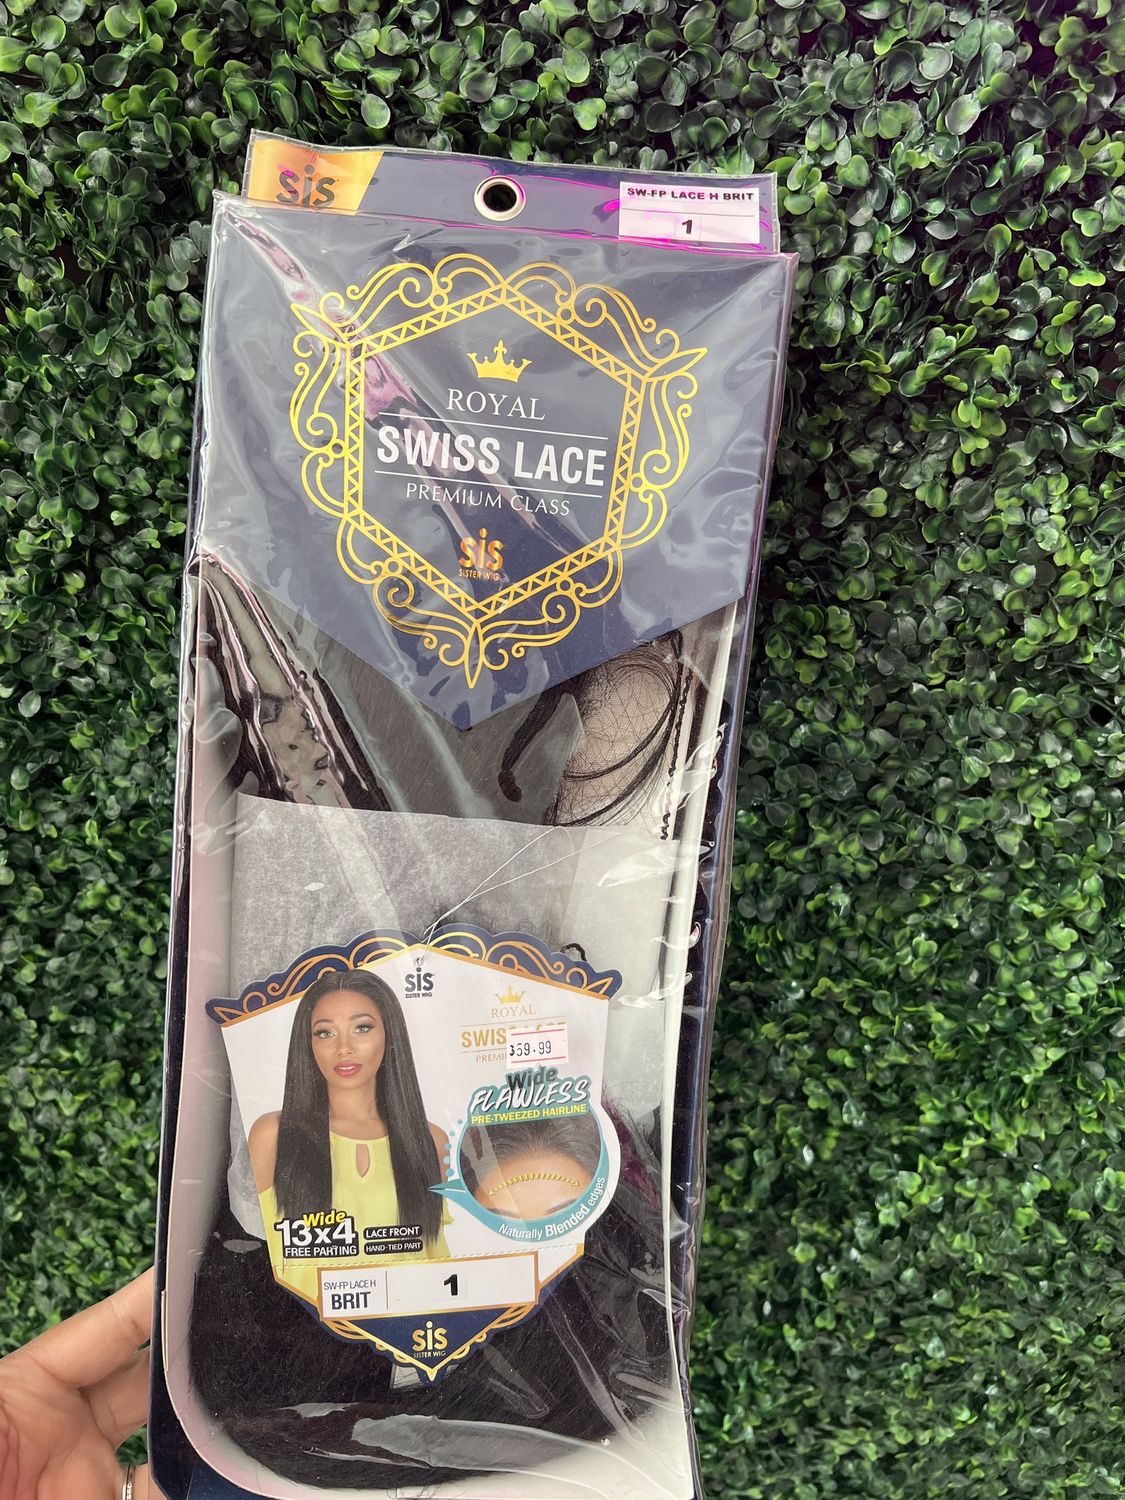 sis
SW-FP LACE H BRIT
1
ROYAL
SWISS LACE
PREMIUM CLASS
sis
SISTER WIG
sis
SISTER WIG
ROYAL
$59.99
Wide
FLAWLESS
PRE-TWEEZED HAIRLINE
Naturally Blended edges
Wide
13x4
FREE PARTING
LACE FRONT
HAND-TIED PART
SW-FP LACE H
BRIT
1
sis
SISTER WIG